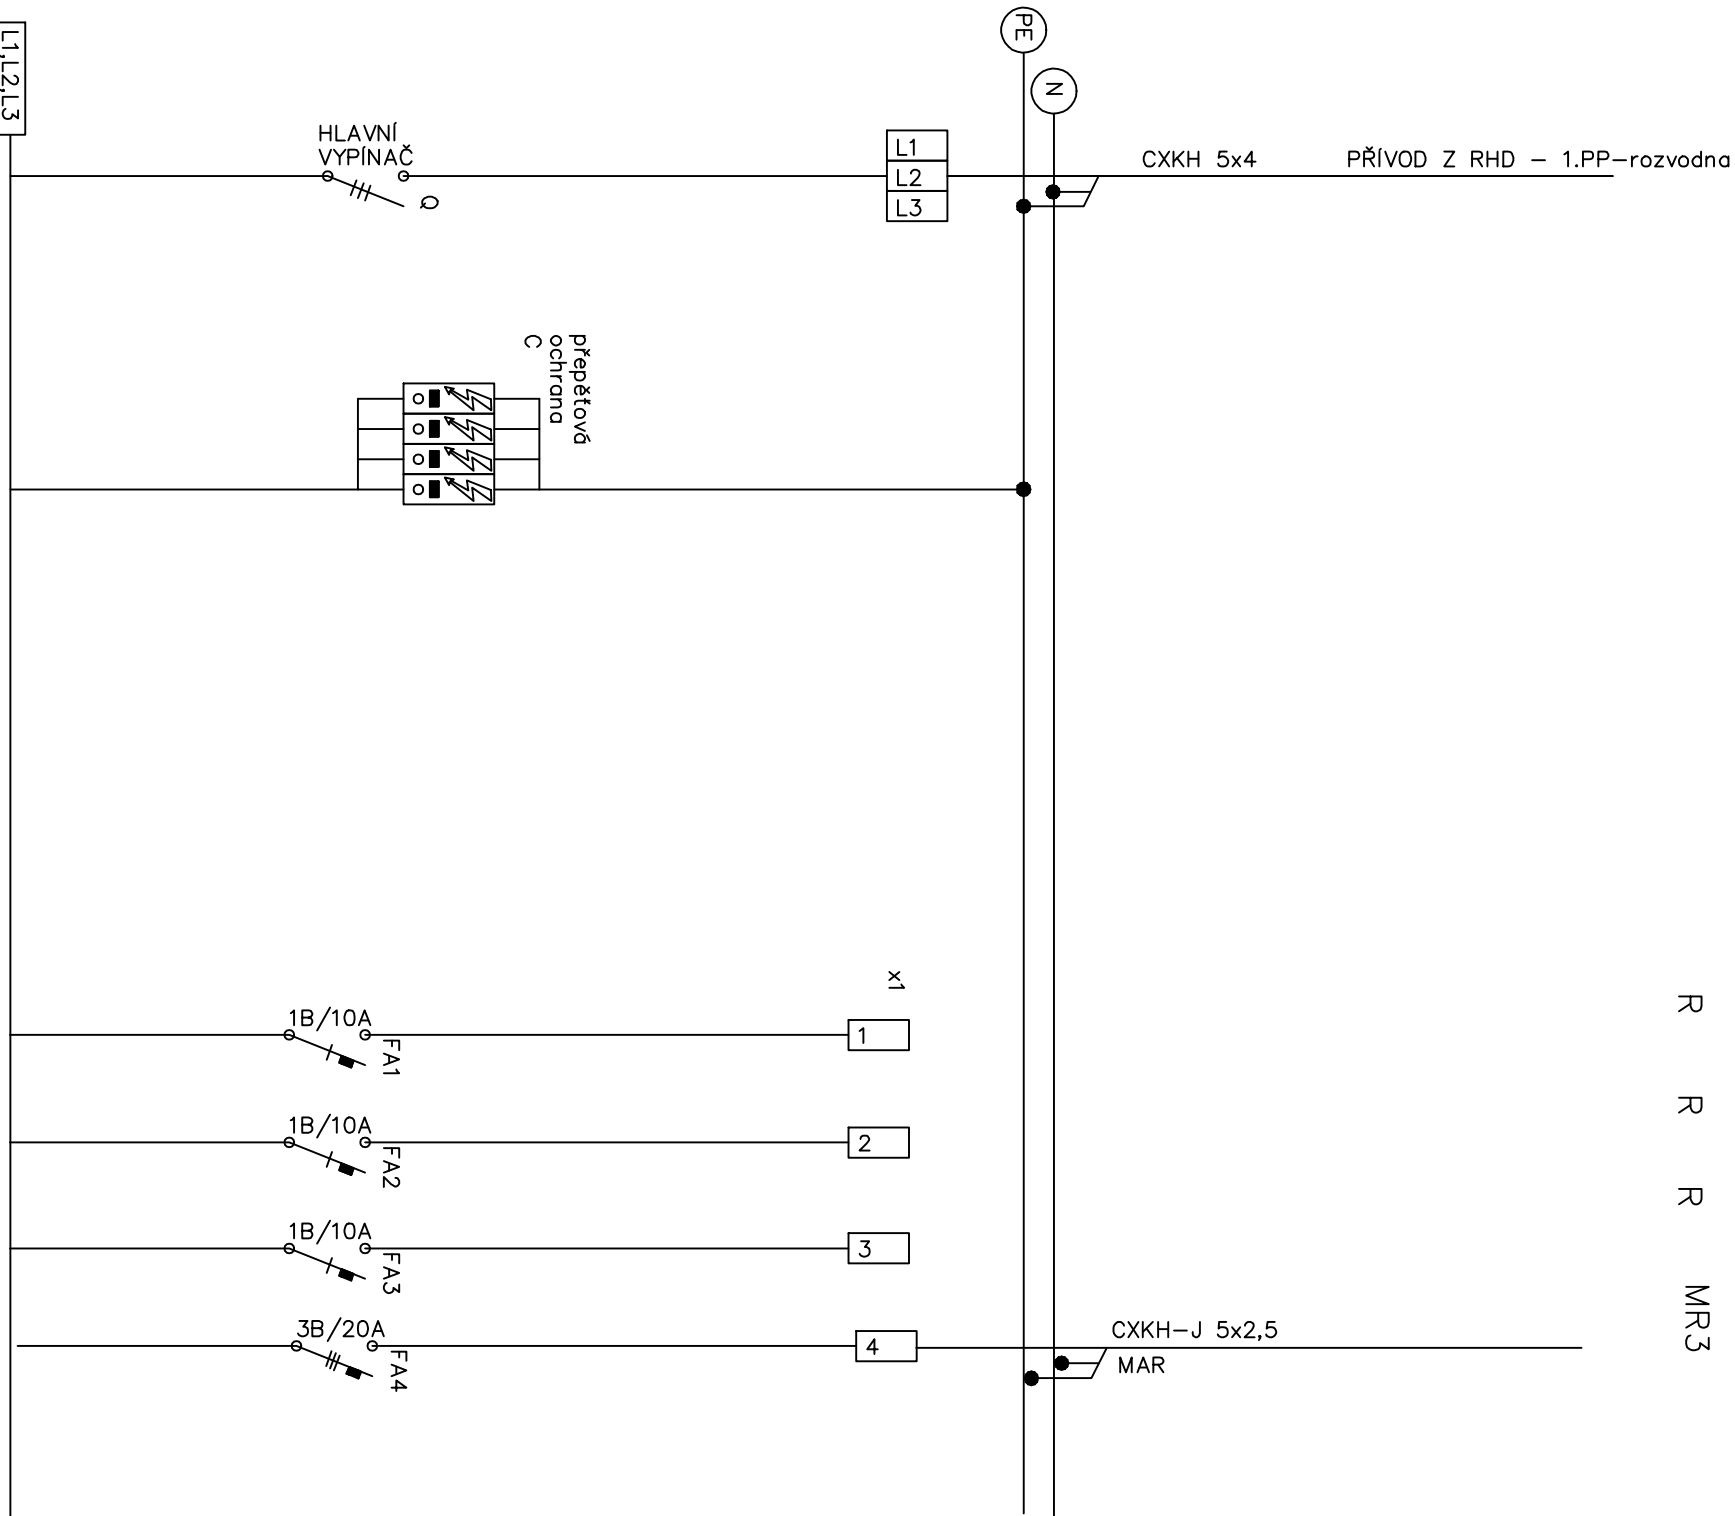 PE
N
L1,L2,L3
HLAVNÍ
VYPÍNAČ
Q
L1
L2
L3
CXKH 5x4
PŘÍVOD Z RHD - 1.PP-rozvodna
přepěťová
ochrana
C
x1
1B/10A
FA1
1
R
1B/10A
FA2
2
R
1B/10A
FA3
3
R
3B/20A
FA4
4
CXKH-J 5x2,5
MAR
MR3